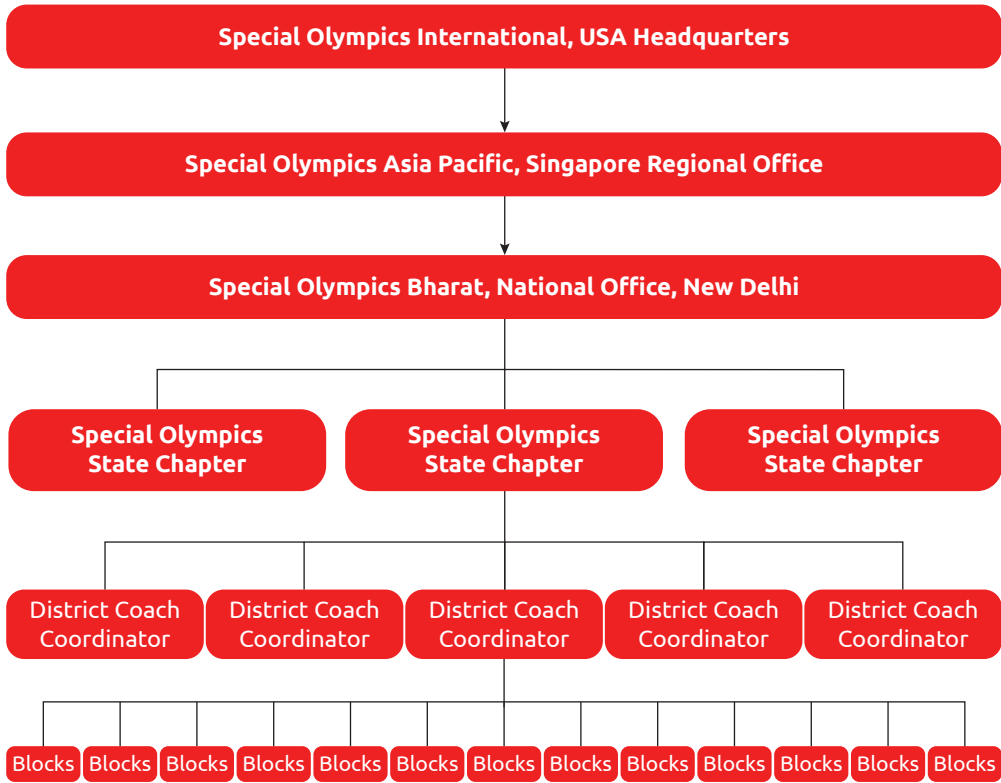 Special Olympics International, USA Headquarters
Special Olympics Asia Pacific, Singapore Regional Office
Special Olympics Bharat, National Office, New Delhi
Special Olympics
State Chapter
Special Olympics
State Chapter
Special Olympics
State Chapter
District Coach
Coordinator
District Coach
Coordinator
District Coach
Coordinator
District Coach
Coordinator
District Coach
Coordinator
Blocks
Blocks
Blocks
Blocks
Blocks
Blocks
Blocks
Blocks
Blocks
Blocks
Blocks
Blocks
Blocks